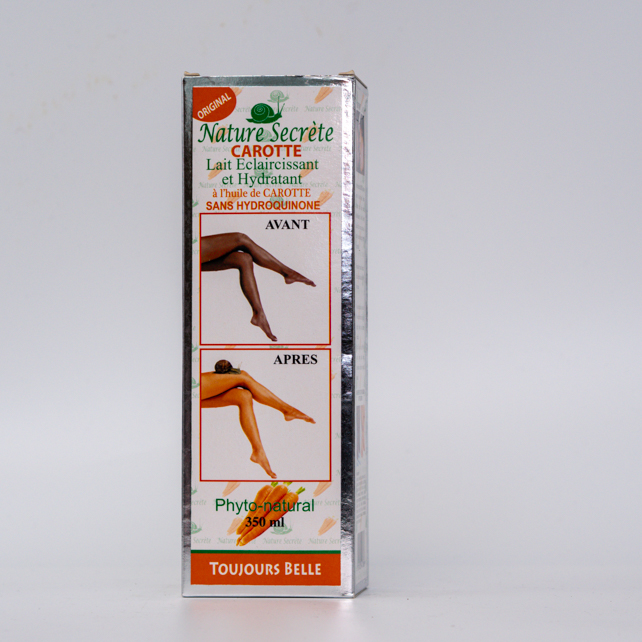 ORIGINAL
Nature Secrète
CAROTTE
Lait Eclaircissant
et Hydratant
à l'huile de CAROTTE
SANS HYDROQUINONE
AVANT
APRES
Phyto-natural
350 ml
TOUJOURS BELLE